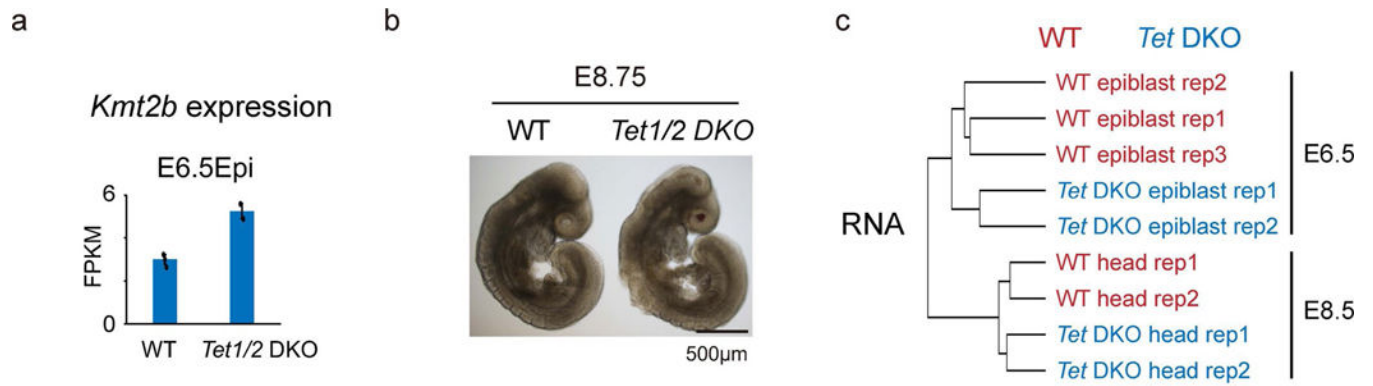 a
Kmt2b expression
E6.5Epi
6
FPKM
0
WT
Tet1/2 DKO
b
E8.75
WT Tet1/2 DKO
500μm
c
WT Tet DKO
RNA
WT epiblast rep2
WT epiblast rep1
WT epiblast rep3
Tet DKO epiblast rep1
Tet DKO epiblast rep2
E6.5
WT head rep1
WT head rep2
Tet DKO head rep1
Tet DKO head rep2
E8.5